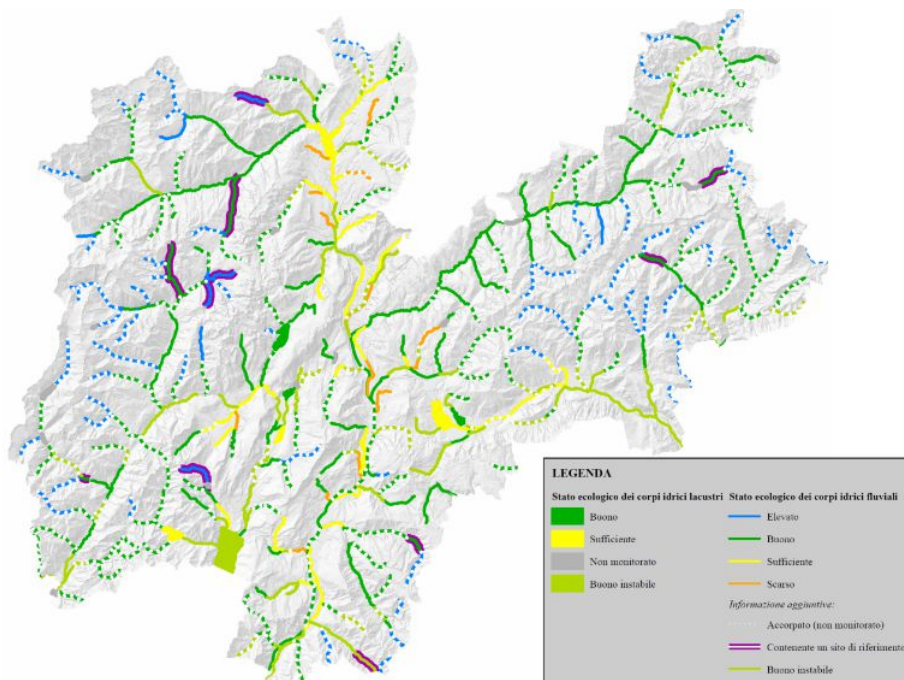 LEGENDA
Stato ecologico dei corpi idrici lacustri
Buono
Sufficiente
Non monitorato
Buono instabile
Stato ecologico dei corpi idrici fluviali
Elevato
Buono
Sufficiente
Scarso
Informazione aggiuntiva:
Accorpato (non monitorato)
Contenente un sito di riferimento
Buono instabile